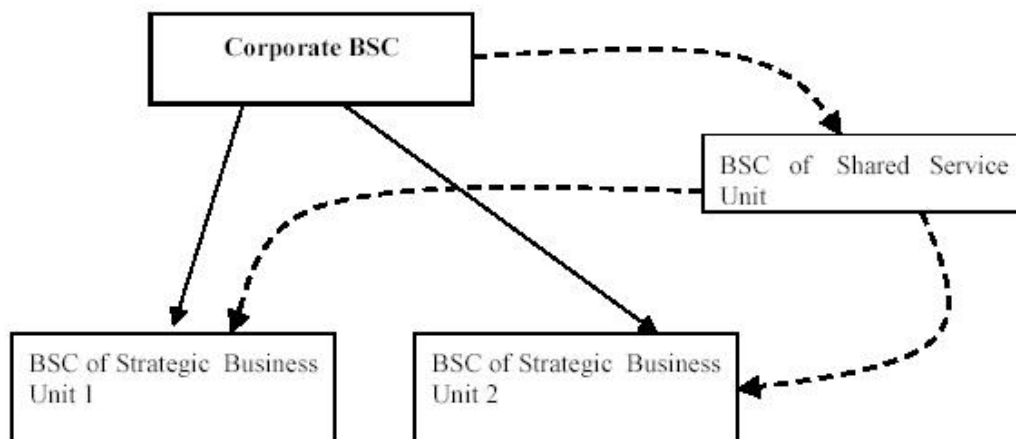 Corporate BSC
BSC of Shared Service
Unit
BSC of Strategic Business
Unit 1
BSC of Strategic Business
Unit 2